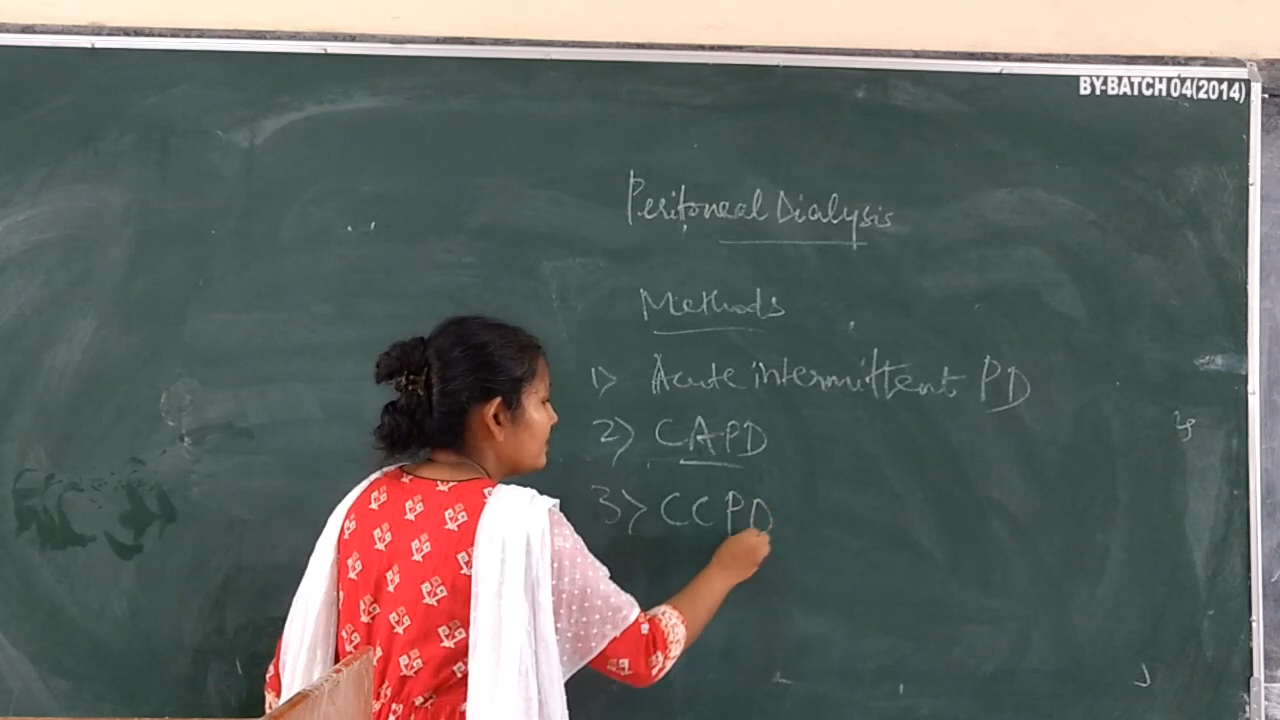 BY-BATCH 04(2014)
Peritoneal Dialysis
Methods
1) Acute intermittent PD
2) CAPD
3) CCPD